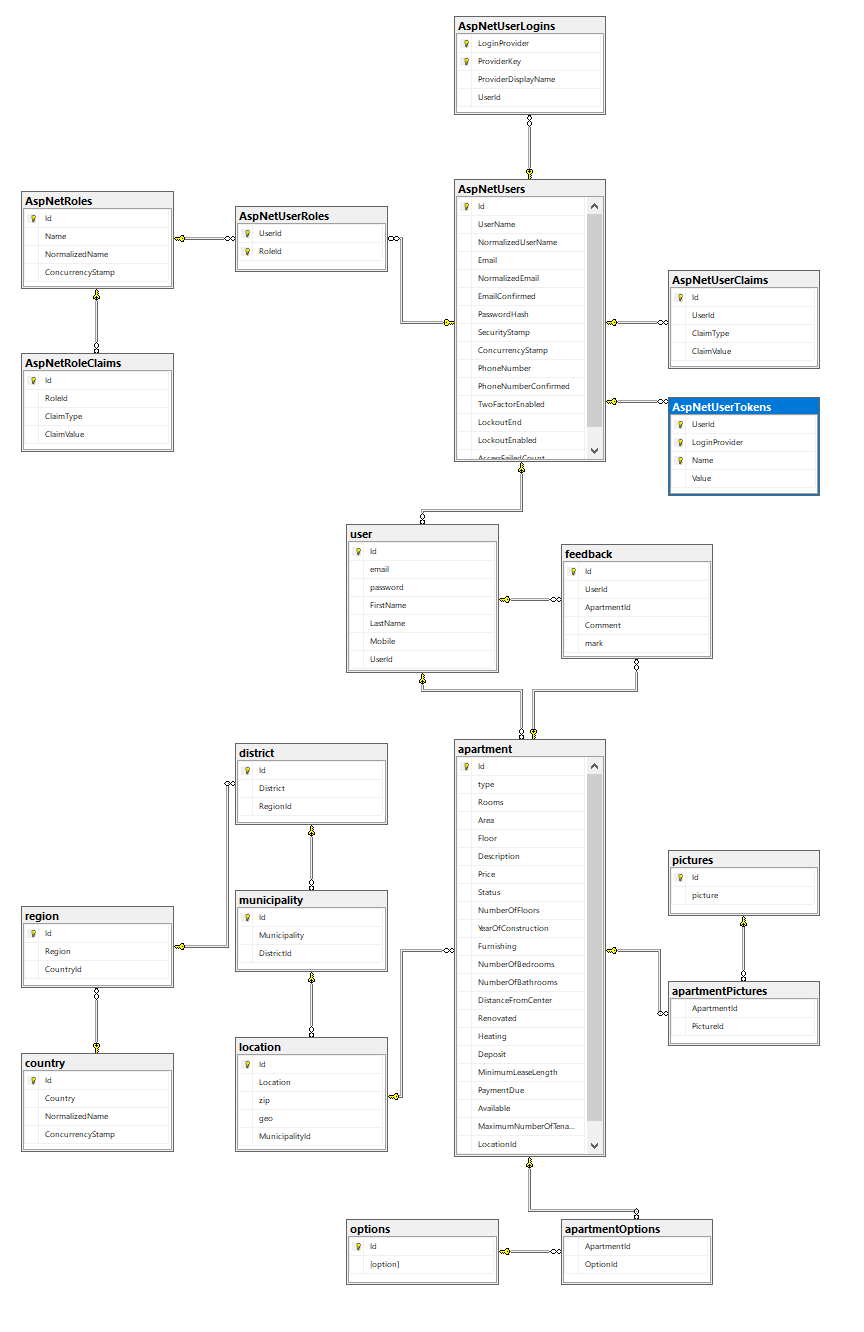 AspNetUserLogins
LoginProvider
ProviderKey
ProviderDisplayName
UserId
AspNetRoles
Id
Name
NormalizedName
ConcurrencyStamp
AspNetUserRoles
UserId
RoleId
AspNetUsers
Id
UserName
NormalizedUserName
Email
NormalizedEmail
EmailConfirmed
PasswordHash
SecurityStamp
ConcurrencyStamp
PhoneNumber
PhoneNumberConfirmed
TwoFactorEnabled
LockoutEnd
LockoutEnabled
AccessFailedCount
AspNetUserClaims
Id
UserId
ClaimType
ClaimValue
AspNetRoleClaims
Id
RoleId
ClaimType
ClaimValue
AspNetUserTokens
UserId
LoginProvider
Name
Value
user
Id
email
password
FirstName
LastName
Mobile
UserId
feedback
Id
UserId
ApartmentId
Comment
mark
district
Id
District
RegionId
apartment
Id
type
Rooms
Area
Floor
Description
Price
Status
NumberOfFloors
YearOfConstruction
Furnishing
NumberOfBedrooms
NumberOfBathrooms
DistanceFromCenter
Renovated
Heating
Deposit
MinimumLeaseLength
PaymentDue
Available
MaximumNumberOfTena...
LocationId
pictures
Id
picture
region
Id
Region
CountryId
municipality
Id
Municipality
DistrictId
apartmentPictures
ApartmentId
PictureId
country
Id
Country
NormalizedName
ConcurrencyStamp
location
Id
Location
zip
geo
MunicipalityId
options
Id
[option]
apartmentOptions
ApartmentId
OptionId